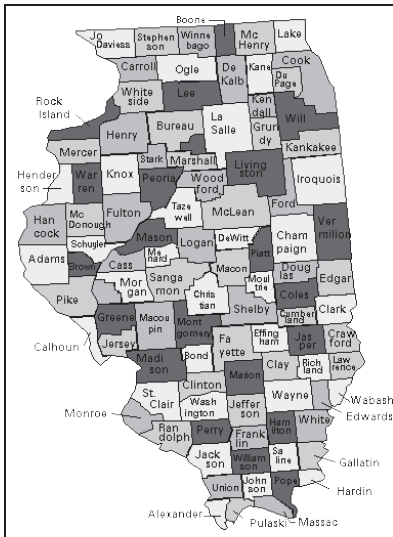 Boone
Jo
Daviess
Stephen
son
Winne
bago
Mc
Henry
Lake
Carroll
Ogle
De
Kalb
Kane
Cook
Du
Page
White
side
Lee
Rock
Island
Ken
dall
Will
Henry
Bureau
La
Salle
Grun
dy
Mercer
Kankakee
Stark
Marshall
Hender
son
War
ren
Knox
Peoria
Livings
ton
Wood
ford
Iroquois
Taze
well
McLean
Ford
Han
cock
Mc
Donough
Fulton
Ver
milion
Schuyler
Mason
Logan
DeWitt
Cham
paign
Adams
Brown
Cass
Me
nard
Piatt
Macon
Doug
las
Edgar
Pike
Mor
gan
Sanga
mon
Moul
trie
Coles
Chris
tian
Shelby
Cumber
land
Clark
Greene
Macou
pin
Mont
gomery
Calhoun
Jersey
Fa
yette
Effing
ham
Jas
per
Craw
ford
Madi
son
Bond
Clay
Rich
land
Law
rence
Clinton
Marion
St.
Clair
Wash
ington
Wayne
Wabash
Edwards
Monroe
Jeffer
son
Ran
dolph
Perry
Ham
ilton
White
Frank
lin
Jack
son
William
son
Sa
line
Gallatin
Hardin
Union
John
son
Pope
Alexander
Pulaski
Massac